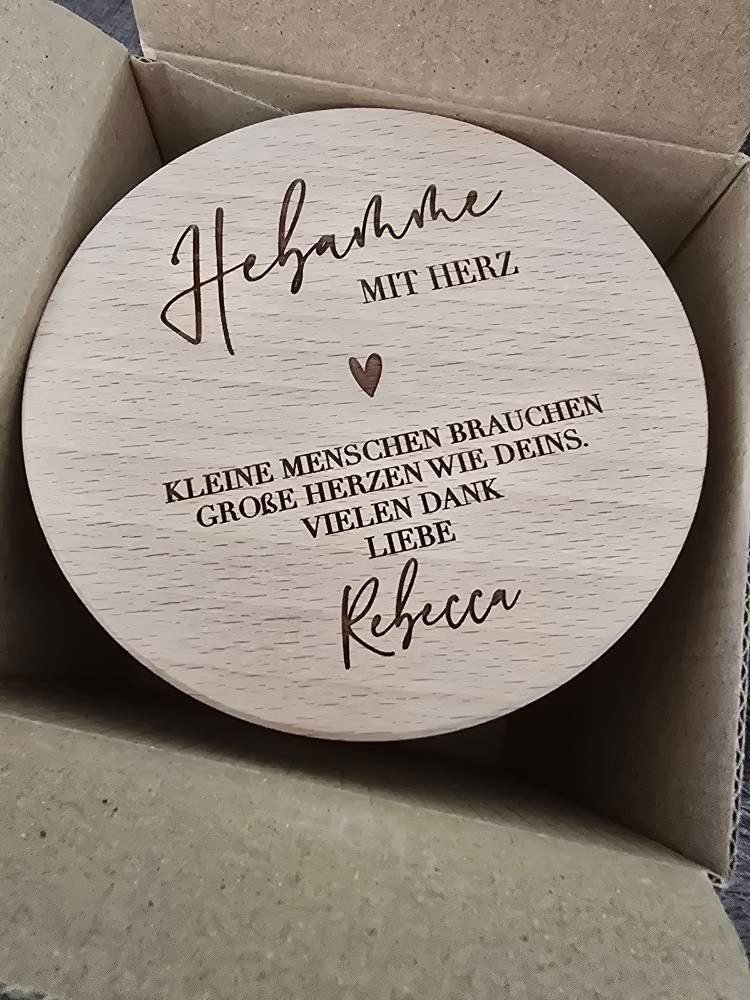 Hebamme
MIT HERZ
KLEINE MENSCHEN BRAUCHEN
GROßE HERZEN WIE DEINS.
VIELEN DANK
LIEBE
Rebecca